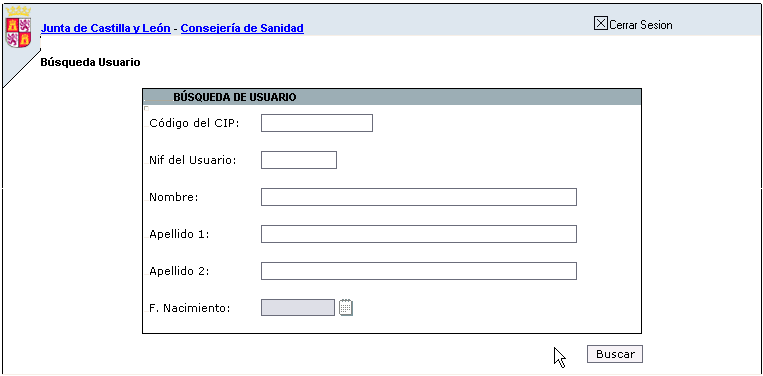 Junta de Castilla y León - Consejería de Sanidad
Cerrar Sesion
Búsqueda Usuario
BÚSQUEDA DE USUARIO
Código del CIP:
Nif del Usuario:
Nombre:
Apellido 1:
Apellido 2:
F. Nacimiento:
Buscar